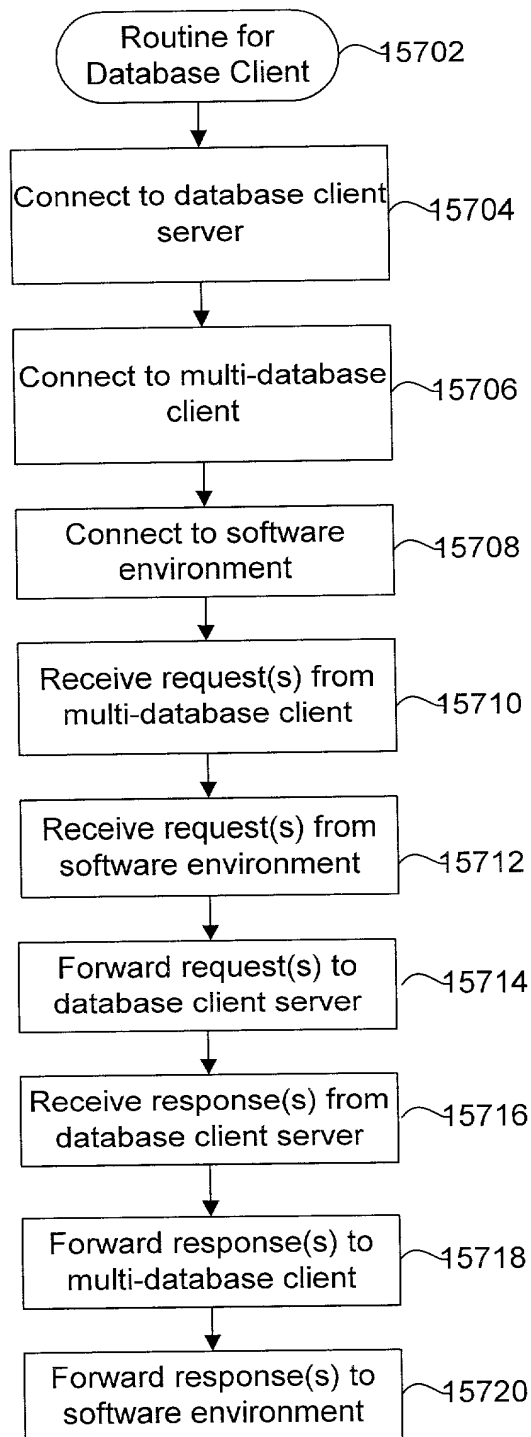 Routine for
Database Client
15702
Connect to database client
server
15704
Connect to multi-database
client
15706
Connect to software
environment
15708
Receive request(s) from
multi-database client
15710
Receive request(s) from
software environment
15712
Forward request(s) to
database client server
15714
Receive response(s) from
database client server
15716
Forward response(s) to
multi-database client
15718
Forward response(s) to
software environment
15720